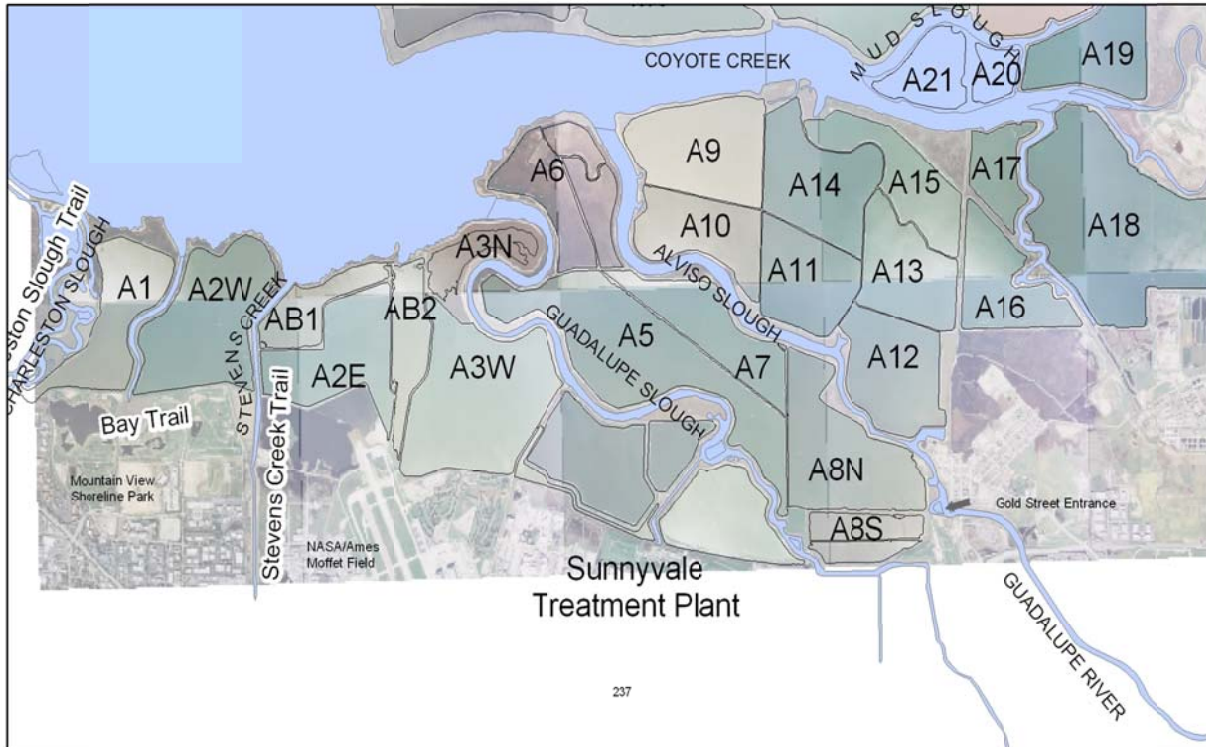 COYOTE CREEK
MUD SLOUGH
A21
A20
A19
A9
A6
A14
A15
A17
A10
A18
A3N
A1
A2W
AB1
AB2
A11
A13
A16
ALVISO SLOUGH
CHARLESTON SLOUGH
Slough Trail
STEVENS CREEK
GUADALUPE SLOUGH
A5
A7
A12
A2E
A3W
Bay Trail
Stevens Creek Trail
Mountain View
Shoreline Park
NASA/Ames
Moffet Field
A8N
Gold Street Entrance
A8S
Sunnyvale
Treatment Plant
GUADALUPE RIVER
237